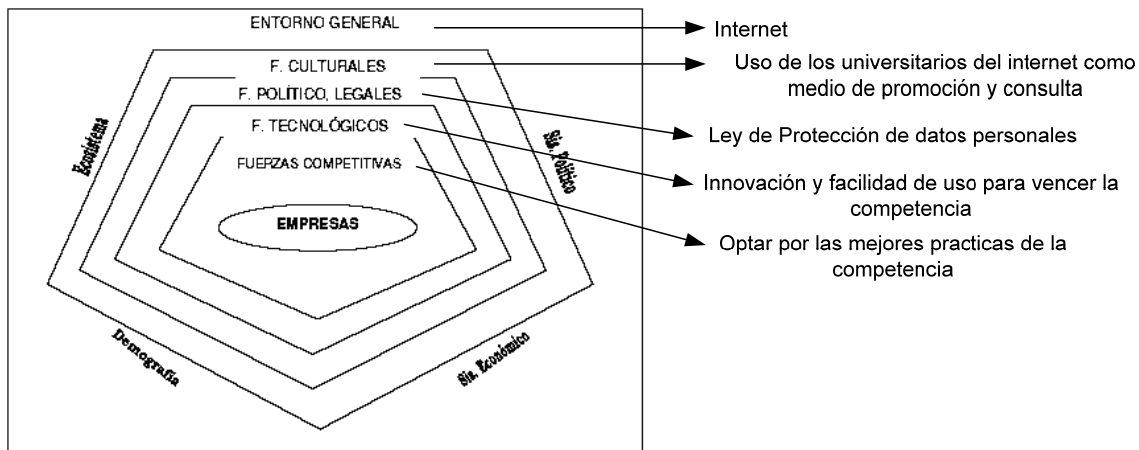 ENTORNO GENERAL
Internet
F. CULTURALES
Uso de los universitarios del internet como
medio de promoción y consulta
F. POLÍTICO, LEGALES
Ley de Protección de datos personales
F. TECNOLÓGICOS
Innovación y facilidad de uso para vencer la
competencia
FUERZAS COMPETITIVAS
Optar por las mejores practicas de la
competencia
EMPRESAS
Ecosistema
Sis. Político
Demografía
Sis. Económico